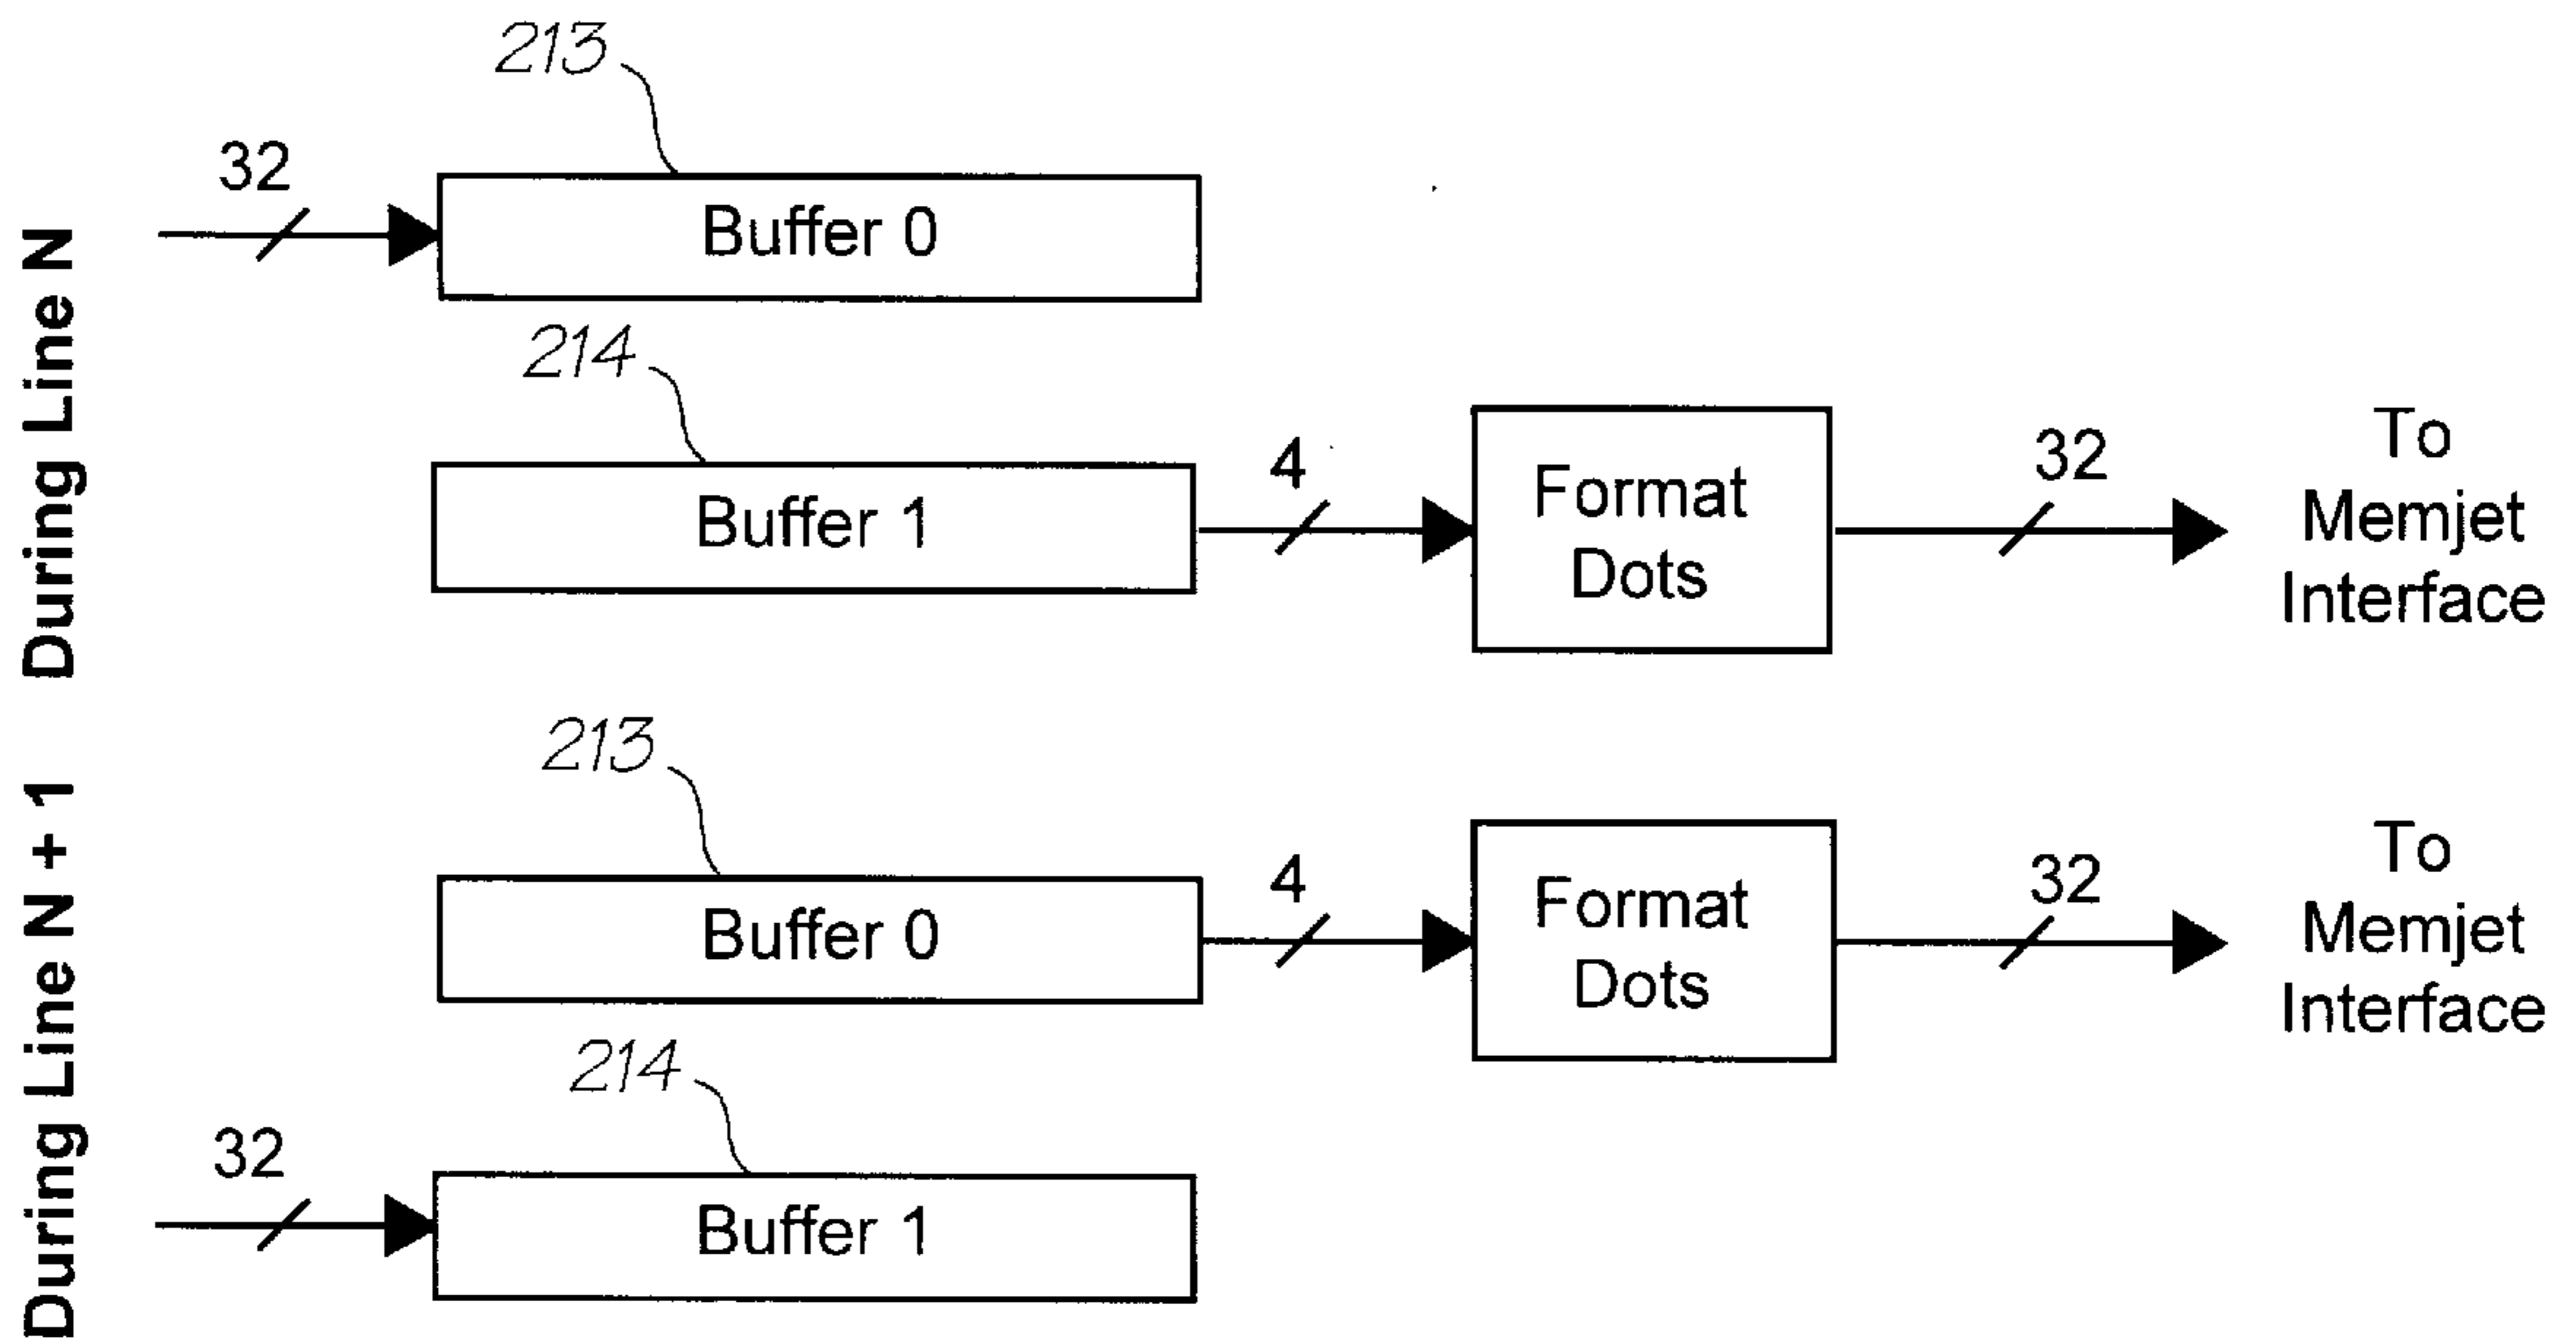 During Line N
213
32
Buffer 0
214
Buffer 1
4
Format
Dots
32
To
Memjet
Interface
During Line N + 1
213
Buffer 0
4
Format
Dots
32
To
Memjet
Interface
214
32
Buffer 1